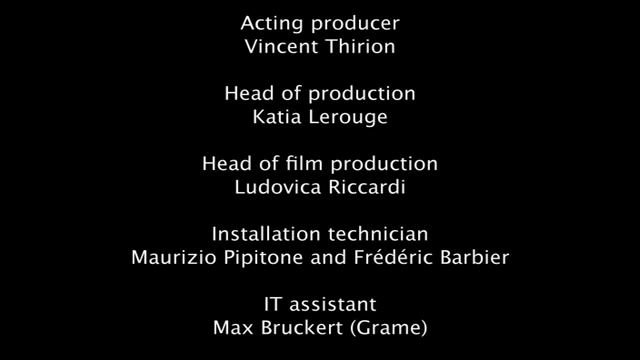 Acting producer
Vincent Thirion
Head of production
Katia Lerouge
Head of film production
Ludovica Riccardi
Installation technician
Maurizio Pipitone and Frédéric Barbier
IT assistant
Max Bruckert (Grame)